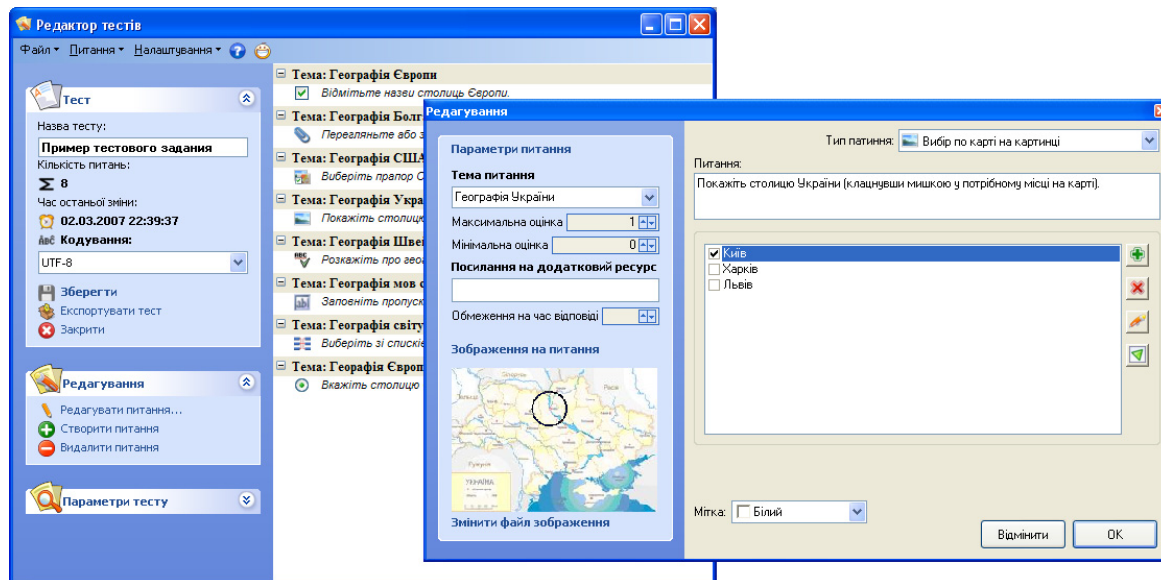 Редактор тестів
Файл Питання Налаштування
Тест
Назва тесту:
Пример тестового задания
Кількість питань:
8
Час останьої зміни:
02.03.2007 22:39:37
Кодування:
UTF-8
Зберегти
Експортувати тест
Закрити
Редагування
Редагувати питання...
Створити питання
Видалити питання
Параметри тесту
Тема: Географія Європи
Відмітьте назви столиць Європи.
Тема: Географія Болг
Перегляньте або з
Тема: Географія США
Виберіть прапор С
Тема: Географія Укра
Покажіть столицю
Тема: Географія Швей
Розкажіть про геог
Тема: Географія мов с
Заповніть пропуск
Тема: Географія світу
Виберіть зі списків
Тема: Георафія Європ
Вкажіть столицю
Редагування
Параметри питання
Тема питання
Географія України
Максимальна оцінка 1
Мінімальна оцінка 0
Посилання на додатковий ресурс
Обмеження на час відповіді
Зображення на питання
УКРАЇНА
Змінити файл зображення
Тип патиння: Вибір по карті на картинці
Питання:
Покажіть столицю України (клацнувши мишкою у потрібному місці на карті).
Київ
Харків
Львів
Мітка: Білий
Відмінити OK